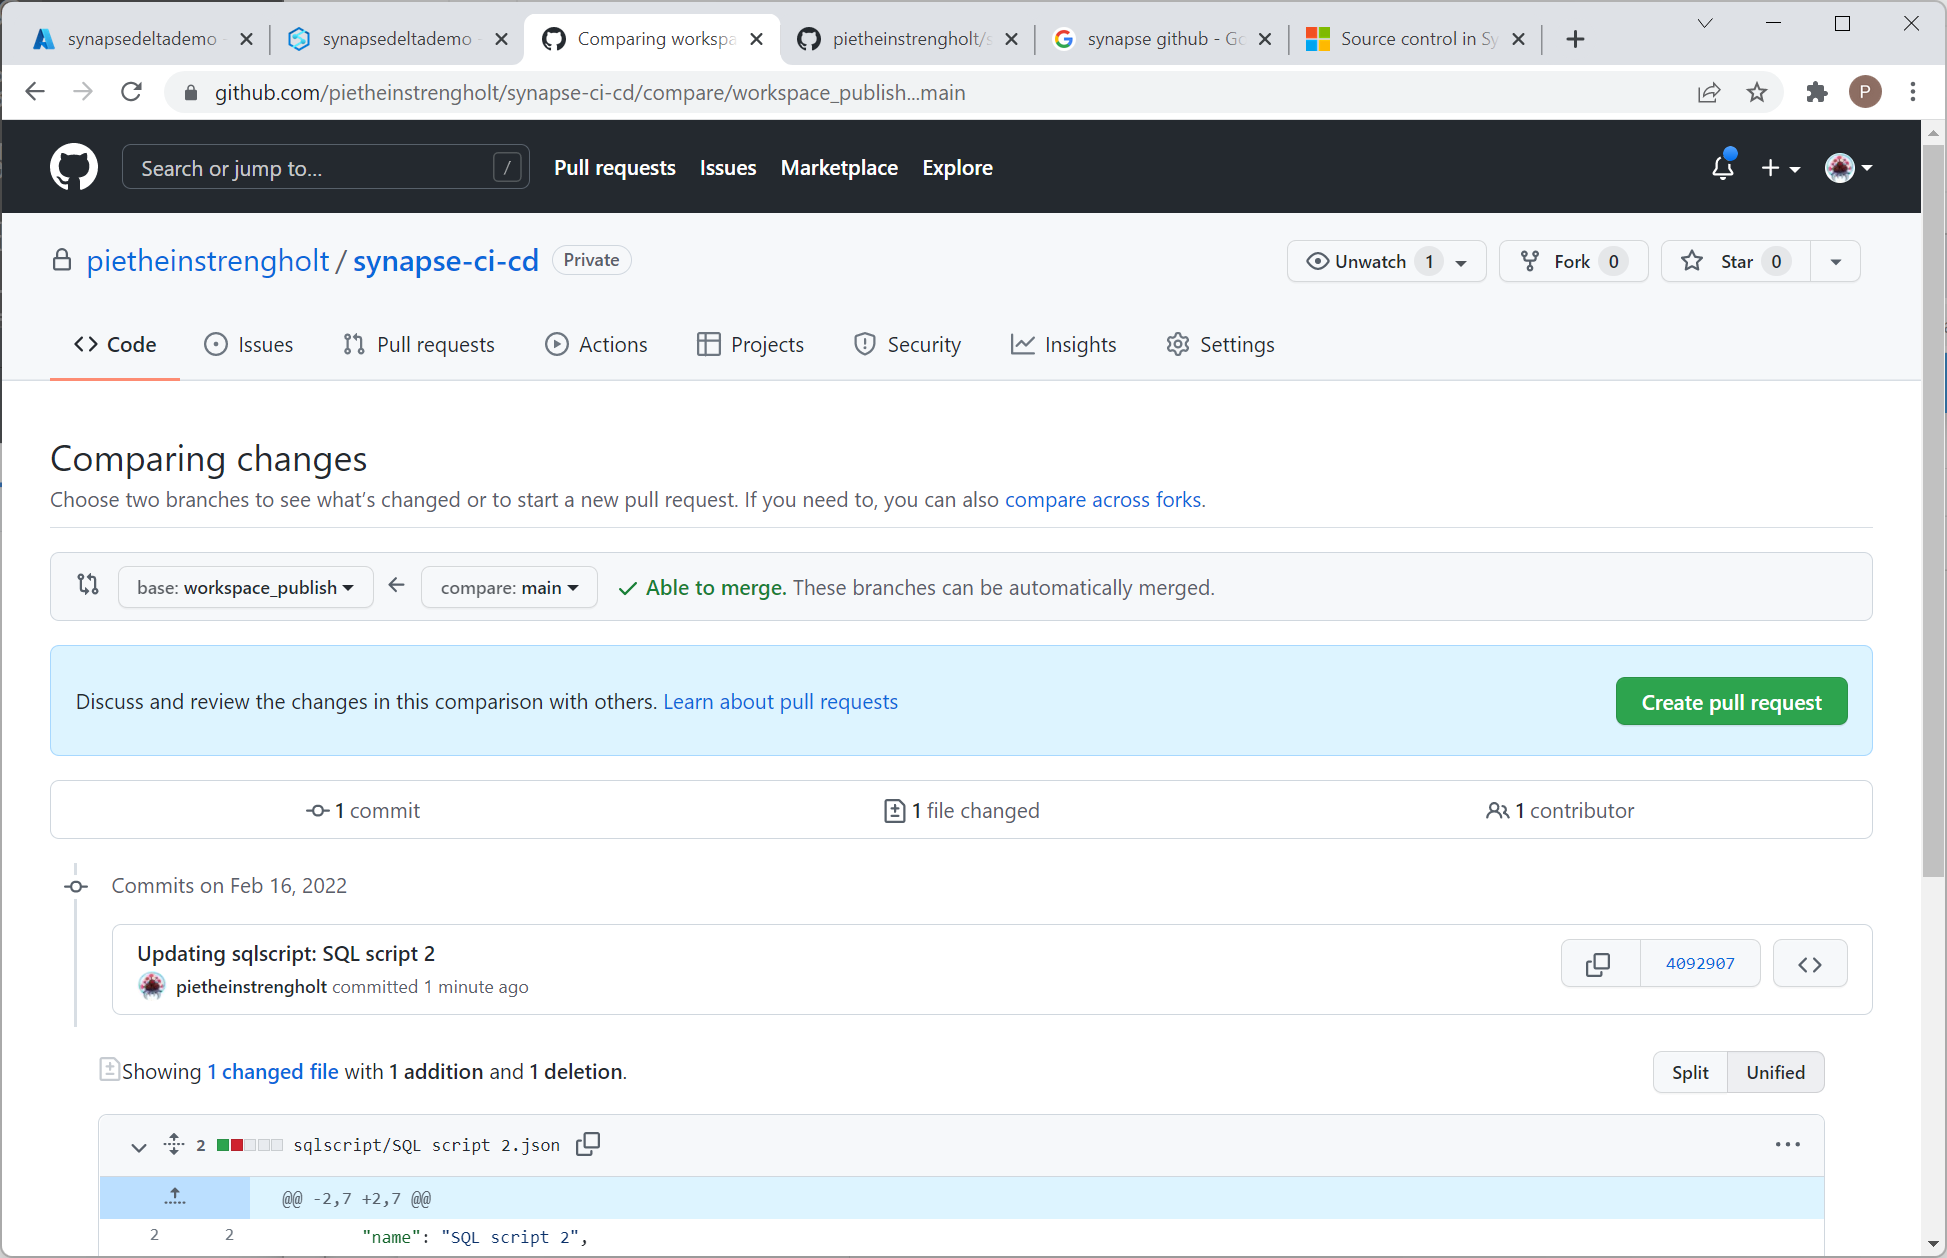 synapsedeltademo
synapsedeltademo
Comparing workspa
pietheinstrengholt/s
synapse github - Go
Source control in Sy
github.com/pietheinstrengholt/synapse-ci-cd/compare/workspace_publish...main
P
Search or jump to...
/
Pull requests
Issues
Marketplace
Explore
pietheinstrengholt / synapse-ci-cd
Private
Unwatch 1
Fork 0
Star 0
Code
Issues
Pull requests
Actions
Projects
Security
Insights
Settings
Comparing changes
Choose two branches to see what's changed or to start a new pull request. If you need to, you can also compare across forks.
base: workspace_publish
compare: main
Able to merge. These branches can be automatically merged.
Discuss and review the changes in this comparison with others. Learn about pull requests
Create pull request
1 commit
1 file changed
1 contributor
Commits on Feb 16, 2022
Updating sqlscript: SQL script 2
4092907
pietheinstrengholt committed 1 minute ago
Showing 1 changed file with 1 addition and 1 deletion.
Split
Unified
2 sqlscript/SQL script 2.json
@@ -2,7 +2,7 @@
2 2 "name": "SQL script 2",